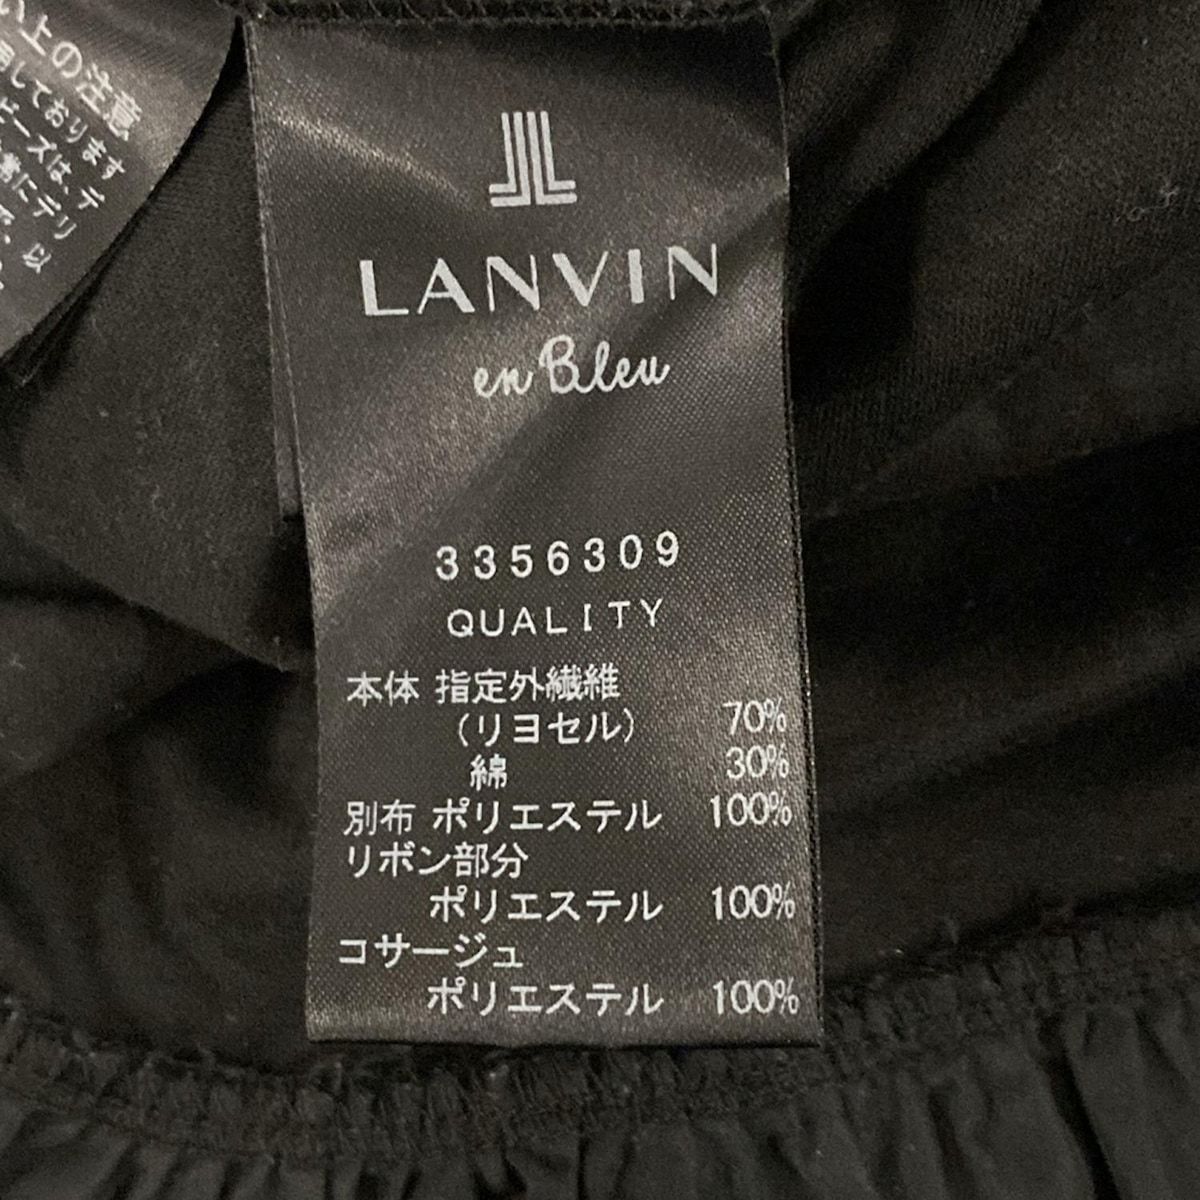 上の注意
しております
ビーズは、デ
常にデリ
以
LANVIN
en Bleu
3356309
QUALITY
本体 指定外繊維
(リヨセル) 70%
綿 30%
別布 ポリエステル 100%
リボン部分
ポリエステル 100%
コサージュ
ポリエステル 100%